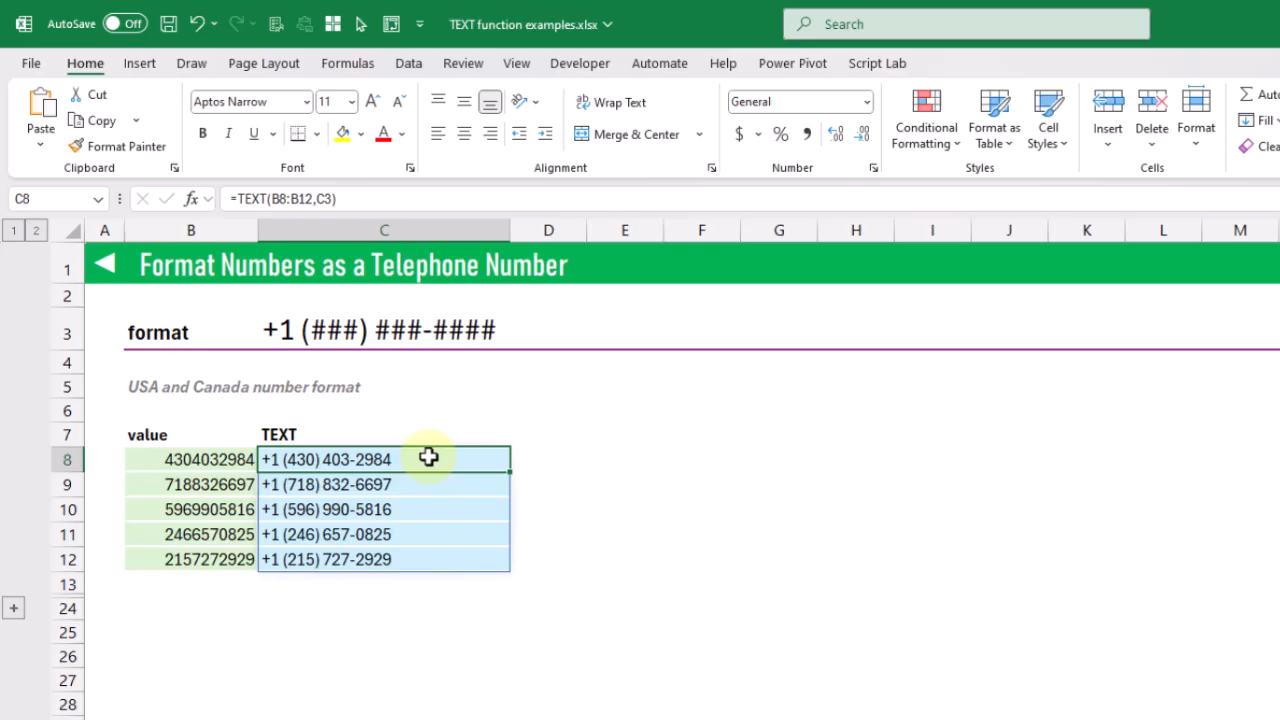 AutoSave Off TEXT function examples.xlsx Search
File Home Insert Draw Page Layout Formulas Data Review View Developer Automate Help Power Pivot Script Lab
Paste
Cut
Copy
Format Painter
Clipboard
Aptos Narrow 11
B I U A
Font
Wrap Text
Merge & Center
Alignment
General
$ % ,
Number
Conditional Formatting
Format as Table
Cell Styles
Styles
Insert
Delete
Format
Cells
Auto
Fill
Clea
C8 fx =TEXT(B8:B12,C3)
1 2 A B C D E F G H I J K L M
1 Format Numbers as a Telephone Number
2
3 format +1 (###) ###-####
4
5 USA and Canada number format
6
7 value TEXT
8 4304032984 +1 (430) 403-2984
9 7188326697 +1 (718) 832-6697
10 5969905816 +1 (596) 990-5816
11 2466570825 +1 (246) 657-0825
12 2157272929 +1 (215) 727-2929
13
24
25
26
27
28